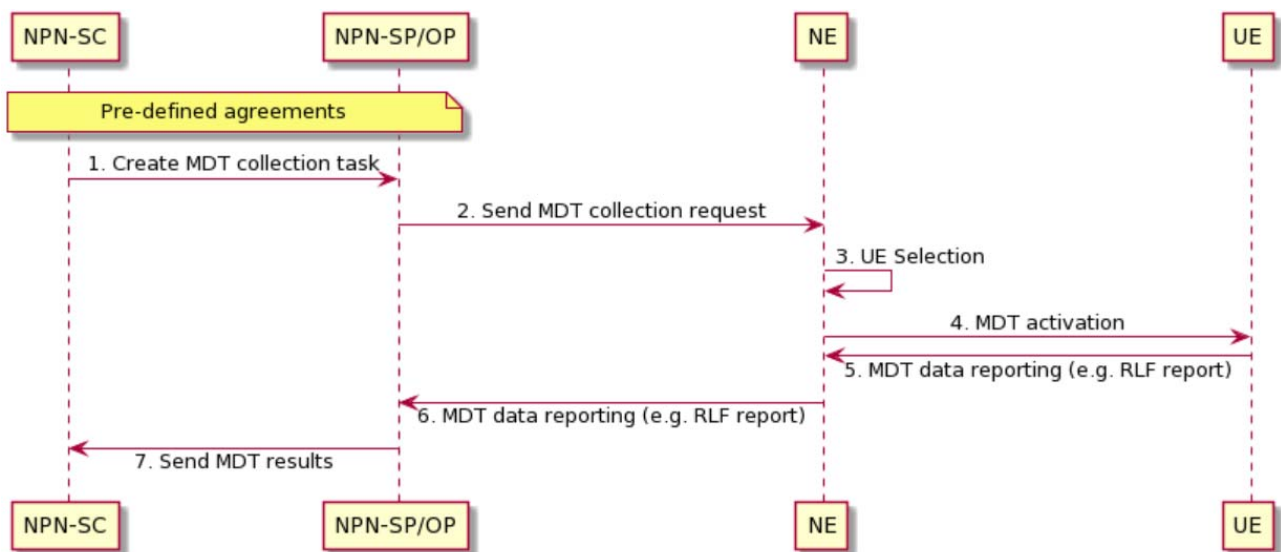 NPN-SC
NPN-SP/OP
NE
UE
Pre-defined agreements
1. Create MDT collection task
2. Send MDT collection request
3. UE Selection
4. MDT activation
5. MDT data reporting (e.g. RLF report)
6. MDT data reporting (e.g. RLF report)
7. Send MDT results
NPN-SC
NPN-SP/OP
NE
UE